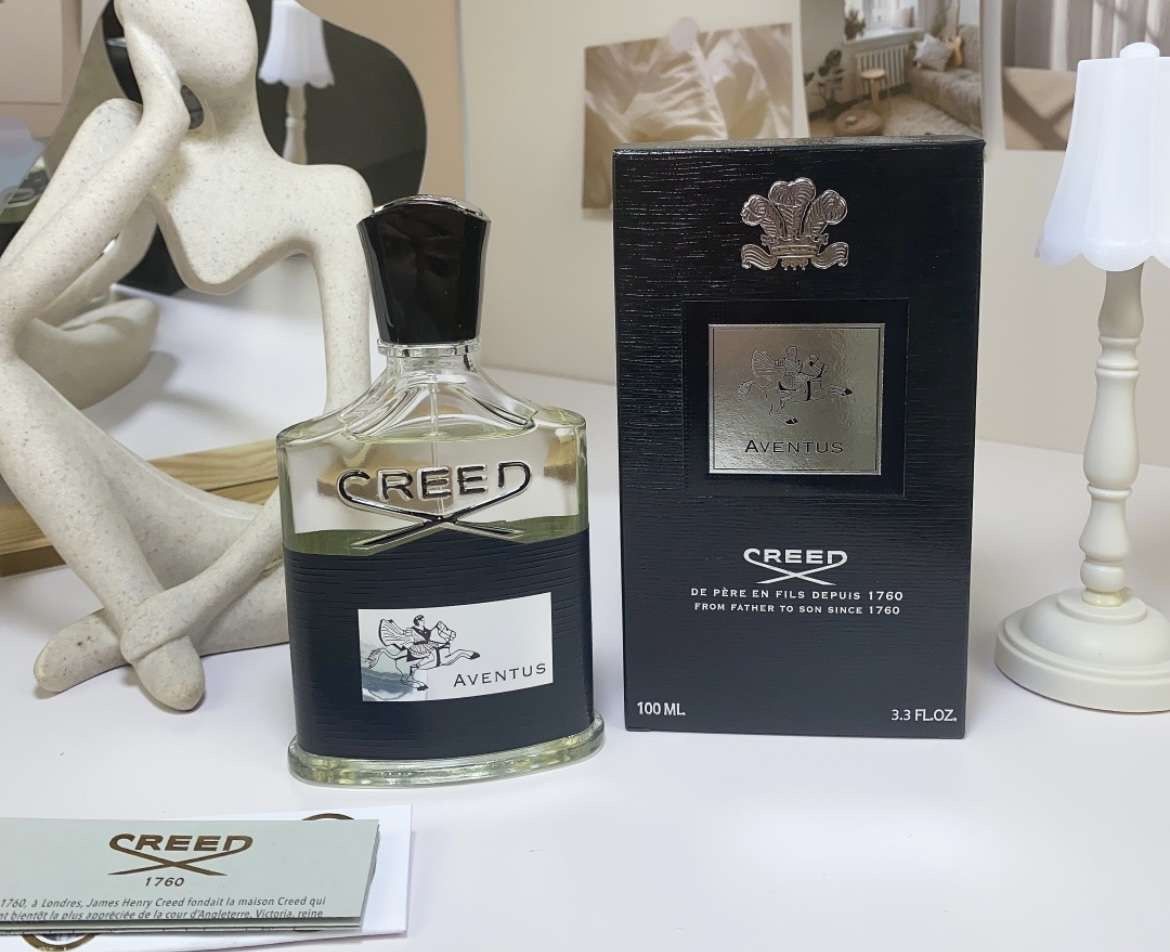 CREED
AVENTUS
AVENTUS
CREED
DE PÈRE EN FILS DEPUIS 1760
FROM FATHER TO SON SINCE 1760
100 ML
3.3 FL.OZ.
CREED
1760
1760, à Londres, James Henry Creed fondait la maison Creed qui
nt bientôt la plus appréciée de la cour d'Angleterre. Victoria, reine